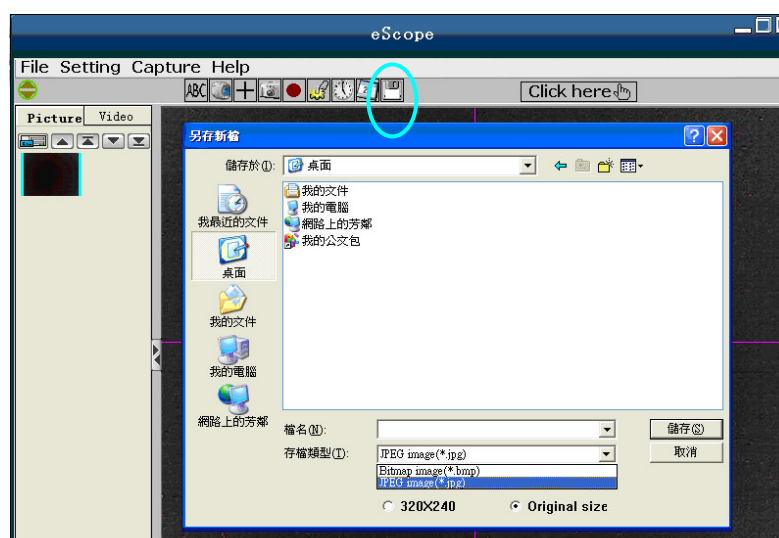 eScope
File Setting Capture Help
ABC Click here
Picture Video
另存新檔
儲存於(I): 桌面
我的文件
我的電腦
網路上的芳鄰
我的公文包
我最近的文件
桌面
我的文件
我的電腦
網路上的芳鄰
檔名(N): 儲存(S)
存檔類型(T): JPEG image(*.jpg) 取消
Bitmap image(*.bmp)
JPEG image(*.jpg)
320X240 Original size